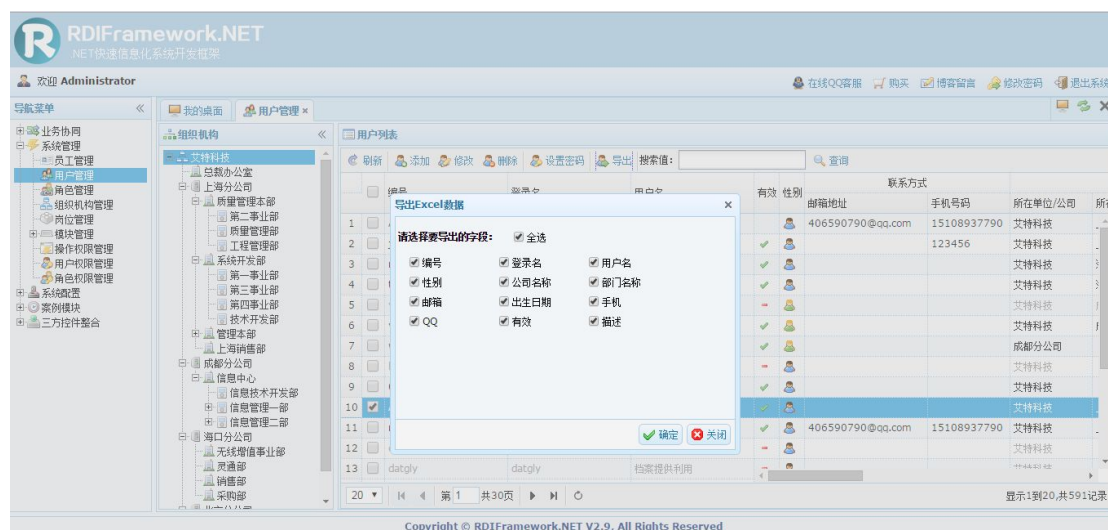 RDIFramework.NET
.NET快速信息化系统开发框架
欢迎 Administrator
在线QQ客服 购买 博客留言 修改密码 退出系统
导航菜单
业务协同
系统管理
员工管理
用户管理
角色管理
组织机构管理
岗位管理
模块管理
操作权限管理
用户权限管理
角色权限管理
系统配置
案例模块
三方控件整合
我的桌面 用户管理
组织机构
艾特科技
总裁办公室
上海分公司
质量管理本部
第二事业部
质量管理部
工程管理部
系统开发部
第一事业部
第三事业部
第四事业部
技术开发部
管理本部
上海销售部
成都分公司
信息中心
信息技术开发部
信息管理一部
信息管理二部
海口分公司
无线增值事业部
灵通部
销售部
采购部
用户列表
刷新 添加 修改 删除 设置密码 导出 搜索值: 查询
编号 登录名 用户名 有效 性别 联系方式
邮箱地址 手机号码 所在单位/公司
1 406590790@qq.com 15108937790 艾特科技
2 123456 艾特科技
3 艾特科技
4 艾特科技
5 艾特科技
6 艾特科技
7 成都分公司
8 艾特科技
9 艾特科技
10 艾特科技
11 406590790@qq.com 15108937790 艾特科技
12 艾特科技
13 datgly datgly 档案提供利用 艾特科技
导出Excel数据
请选择要导出的字段: 全选
编号 登录名 用户名
性别 公司名称 部门名称
邮箱 出生日期 手机
QQ 有效 描述
确定 关闭
20 第 1 共30页
显示1到20,共591记录
Copyright © RDIFramework.NET V2.9. All Rights Reserved